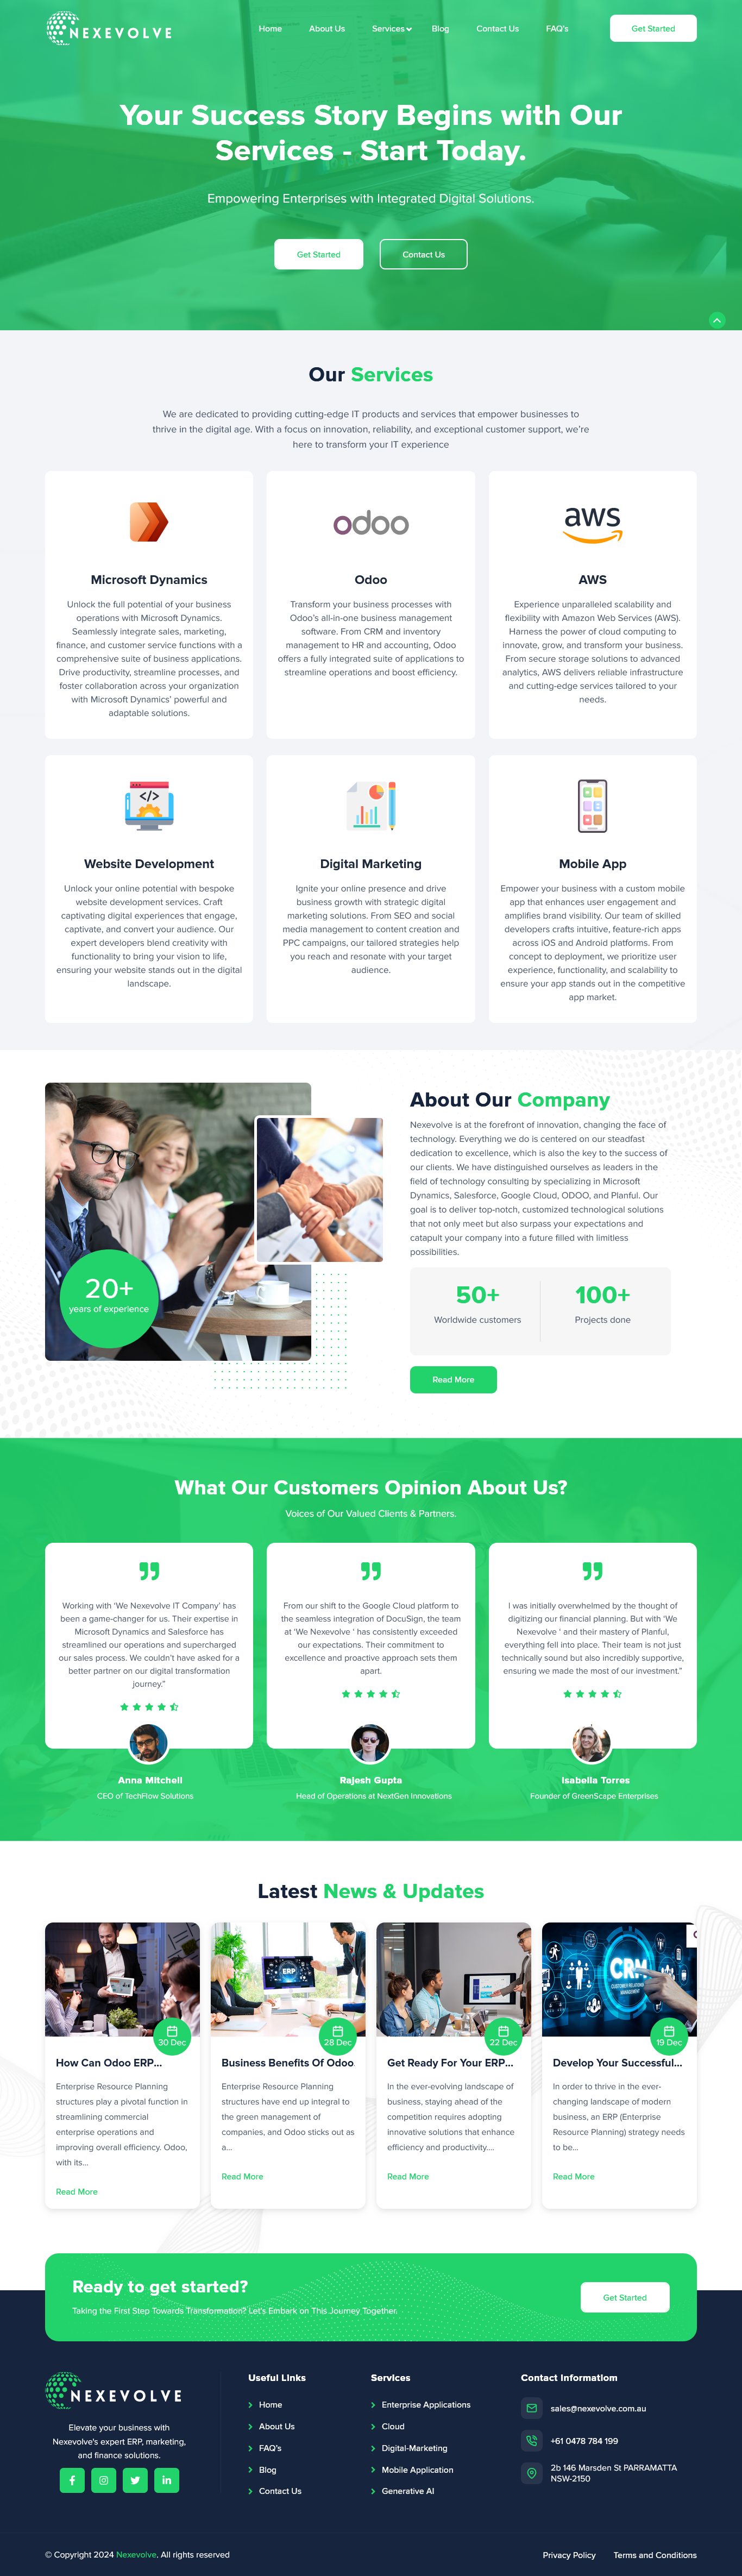 NEXEVOLVE
Home About Us Services Blog Contact Us FAQ's Get Started
Your Success Story Begins with Our
Services - Start Today.
Empowering Enterprises with Integrated Digital Solutions.
Get Started Contact Us
Our Services
We are dedicated to providing cutting-edge IT products and services that empower businesses to
thrive in the digital age. With a focus on innovation, reliability, and exceptional customer support, we're
here to transform your IT experience
Microsoft Dynamics
Unlock the full potential of your business
operations with Microsoft Dynamics.
Seamlessly integrate sales, marketing,
finance, and customer service functions with a
comprehensive suite of business applications.
Drive productivity, streamline processes, and
foster collaboration across your organization
with Microsoft Dynamics' powerful and
adaptable solutions.
odoo
Odoo
Transform your business processes with
Odoo's all-in-one business management
software. From CRM and inventory
management to HR and accounting, Odoo
offers a fully integrated suite of applications to
streamline operations and boost efficiency.
aws
AWS
Experience unparalleled scalability and
flexibility with Amazon Web Services (AWS).
Harness the power of cloud computing to
innovate, grow, and transform your business.
From secure storage solutions to advanced
analytics, AWS delivers reliable infrastructure
and cutting-edge services tailored to your
needs.
</>
Website Development
Unlock your online potential with bespoke
website development services. Craft
captivating digital experiences that engage,
captivate, and convert your audience. Our
expert developers blend creativity with
functionality to bring your vision to life,
ensuring your website stands out in the digital
landscape.
Digital Marketing
Ignite your online presence and drive
business growth with strategic digital
marketing solutions. From SEO and social
media management to content creation and
PPC campaigns, our tailored strategies help
you reach and resonate with your target
audience.
Mobile App
Empower your business with a custom mobile
app that enhances user engagement and
amplifies brand visibility. Our team of skilled
developers crafts intuitive, feature-rich apps
across iOS and Android platforms. From
concept to deployment, we prioritize user
experience, functionality, and scalability to
ensure your app stands out in the competitive
app market.
20+
years of experience
About Our Company
Nexevolve is at the forefront of innovation, changing the face of
technology. Everything we do is centered on our steadfast
dedication to excellence, which is also the key to the success of
our clients. We have distinguished ourselves as leaders in the
field of technology consulting by specializing in Microsoft
Dynamics, Salesforce, Google Cloud, ODOO, and Planful. Our
goal is to deliver top-notch, customized technological solutions
that not only meet but also surpass your expectations and
catapult your company into a future filled with limitless
possibilities.
50+ 100+
Worldwide customers Projects done
Read More
What Our Customers Opinion About Us?
Voices of Our Valued Clients & Partners.
Working with 'We Nexevolve IT Company' has
been a game-changer for us. Their expertise in
Microsoft Dynamics and Salesforce has
streamlined our operations and supercharged
our sales process. We couldn't have asked for a
better partner on our digital transformation
journey."
Anna Mitchell
CEO of TechFlow Solutions
From our shift to the Google Cloud platform to
the seamless integration of DocuSign, the team
at 'We Nexevolve ' has consistently exceeded
our expectations. Their commitment to
excellence and proactive approach sets them
apart.
Rajesh Gupta
Head of Operations at NextGen Innovations
I was initially overwhelmed by the thought of
digitizing our financial planning. But with 'We
Nexevolve ' and their mastery of Planful,
everything fell into place. Their team is not just
technically sound but also incredibly supportive,
ensuring we made the most of our investment."
Isabella Torres
Founder of GreenScape Enterprises
Latest News & Updates
30 Dec
How Can Odoo ERP...
Enterprise Resource Planning
structures play a pivotal function in
streamlining commercial
enterprise operations and
improving overall efficiency. Odoo,
with its...
Read More
ERP
28 Dec
Business Benefits Of Odoo
Enterprise Resource Planning
structures have end up integral to
the green management of
companies, and Odoo sticks out as
a...
Read More
22 Dec
Get Ready For Your ERP...
In the ever-evolving landscape of
business, staying ahead of the
competition requires adopting
innovative solutions that enhance
efficiency and productivity....
Read More
CRM
CUSTOMER RELATIONS
MANAGEMENT
19 Dec
Develop Your Successful...
In order to thrive in the ever-
changing landscape of modern
business, an ERP (Enterprise
Resource Planning) strategy needs
to be...
Read More
Ready to get started?
Taking the First Step Towards Transformation? Let's Embark on This Journey Together.
Get Started
NEXEVOLVE
Elevate your business with
Nexevolve's expert ERP, marketing,
and finance solutions.
Useful Links
Home
About Us
FAQ's
Blog
Contact Us
Services
Enterprise Applications
Cloud
Digital-Marketing
Mobile Application
Generative AI
Contact Informatiom
sales@nexevolve.com.au
+61 0478 784 199
2b 146 Marsden St PARRAMATTA
NSW-2150
© Copyright 2024 Nexevolve. All rights reserved
Privacy Policy Terms and Conditions